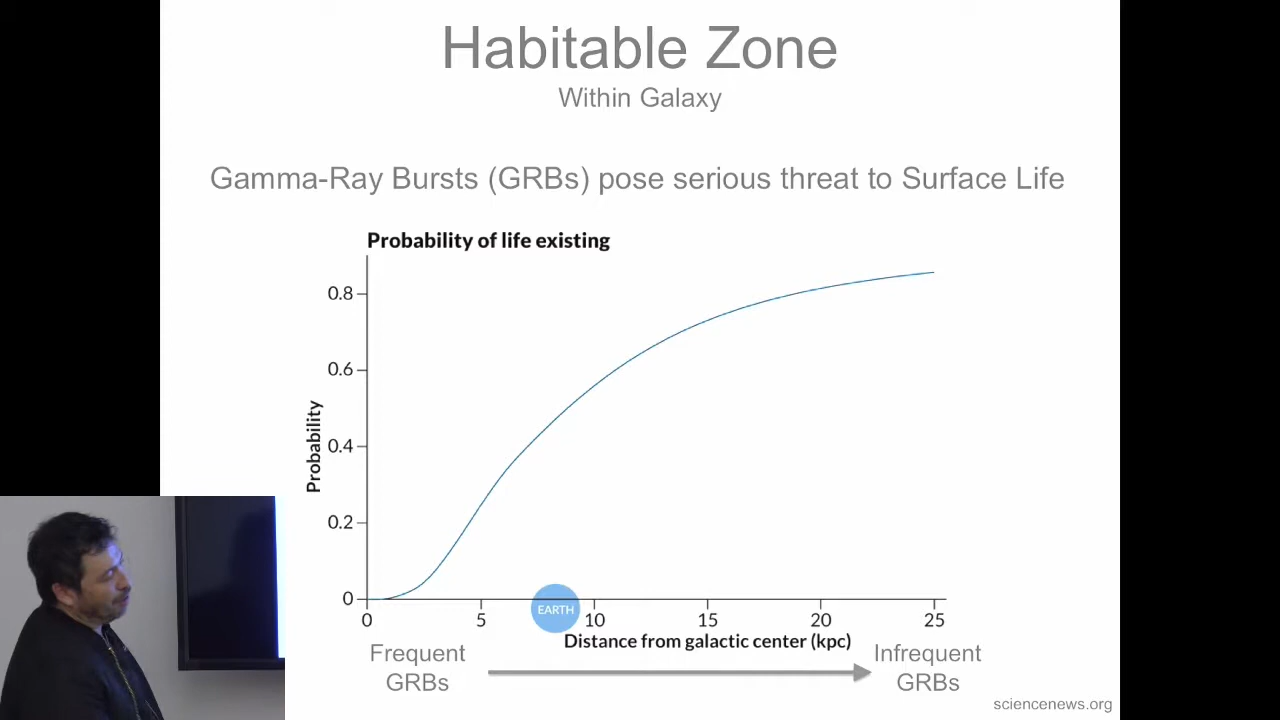 Habitable Zone
Within Galaxy
Gamma-Ray Bursts (GRBs) pose serious threat to Surface Life
Probability of life existing
Probability
0.8
0.6
0.4
0.2
0
0 5 EARTH 10 15 20 25
Distance from galactic center (kpc)
Frequent
GRBs
Infrequent
GRBs
sciencenews.org